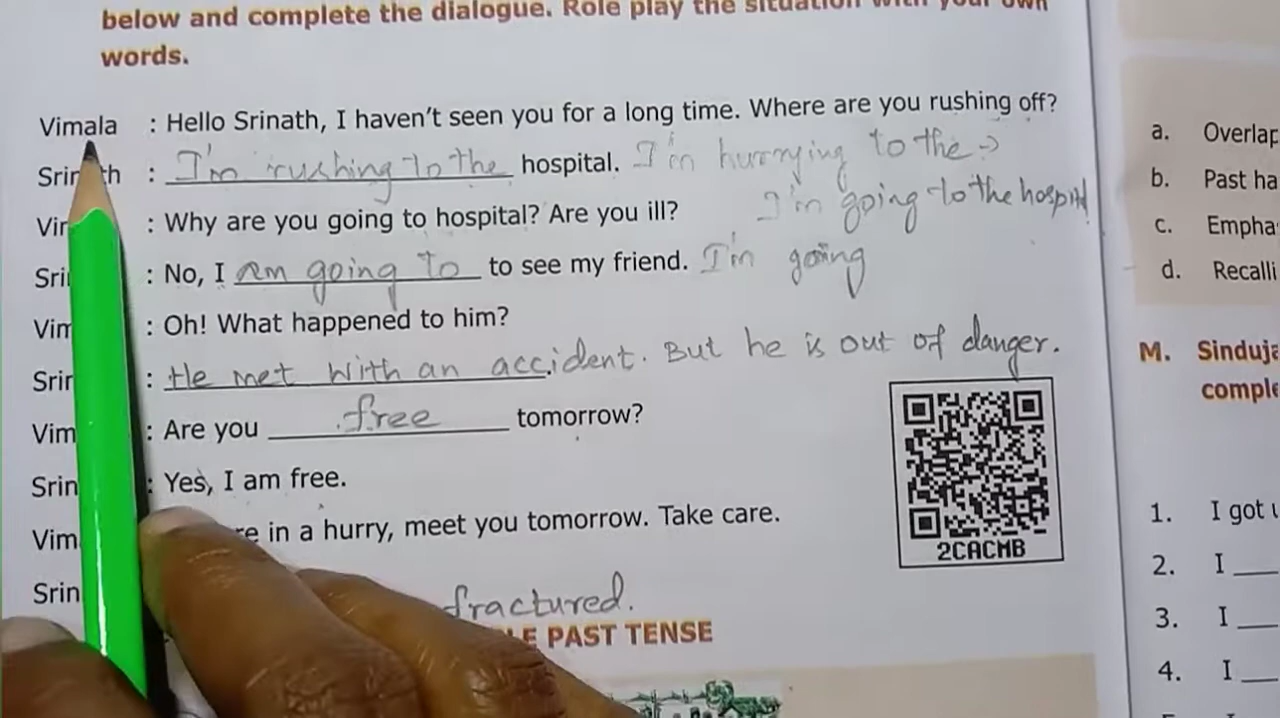 below and complete the dialogue. Role play the situation with your own
words.
Vimala : Hello Srinath, I haven't seen you for a long time. Where are you rushing off?
: I'm rushing to the hospital. I'm hurrying to the
I'm going to the hospital
: Why are you going to hospital? Are you ill?
: No, I am going to to see my friend. I'm going
: Oh! What happened to him?
: He met with an accident. But he is out of danger.
: Are you free tomorrow?
: Yes, I am free.
in a hurry, meet you tomorrow. Take care.
fractured.
PAST TENSE
2CACMB
a. Overlap
b. Past ha
c. Empha
d. Recalli
M. Sinduja
comple
1. I got u
2. I
3. I
4. I